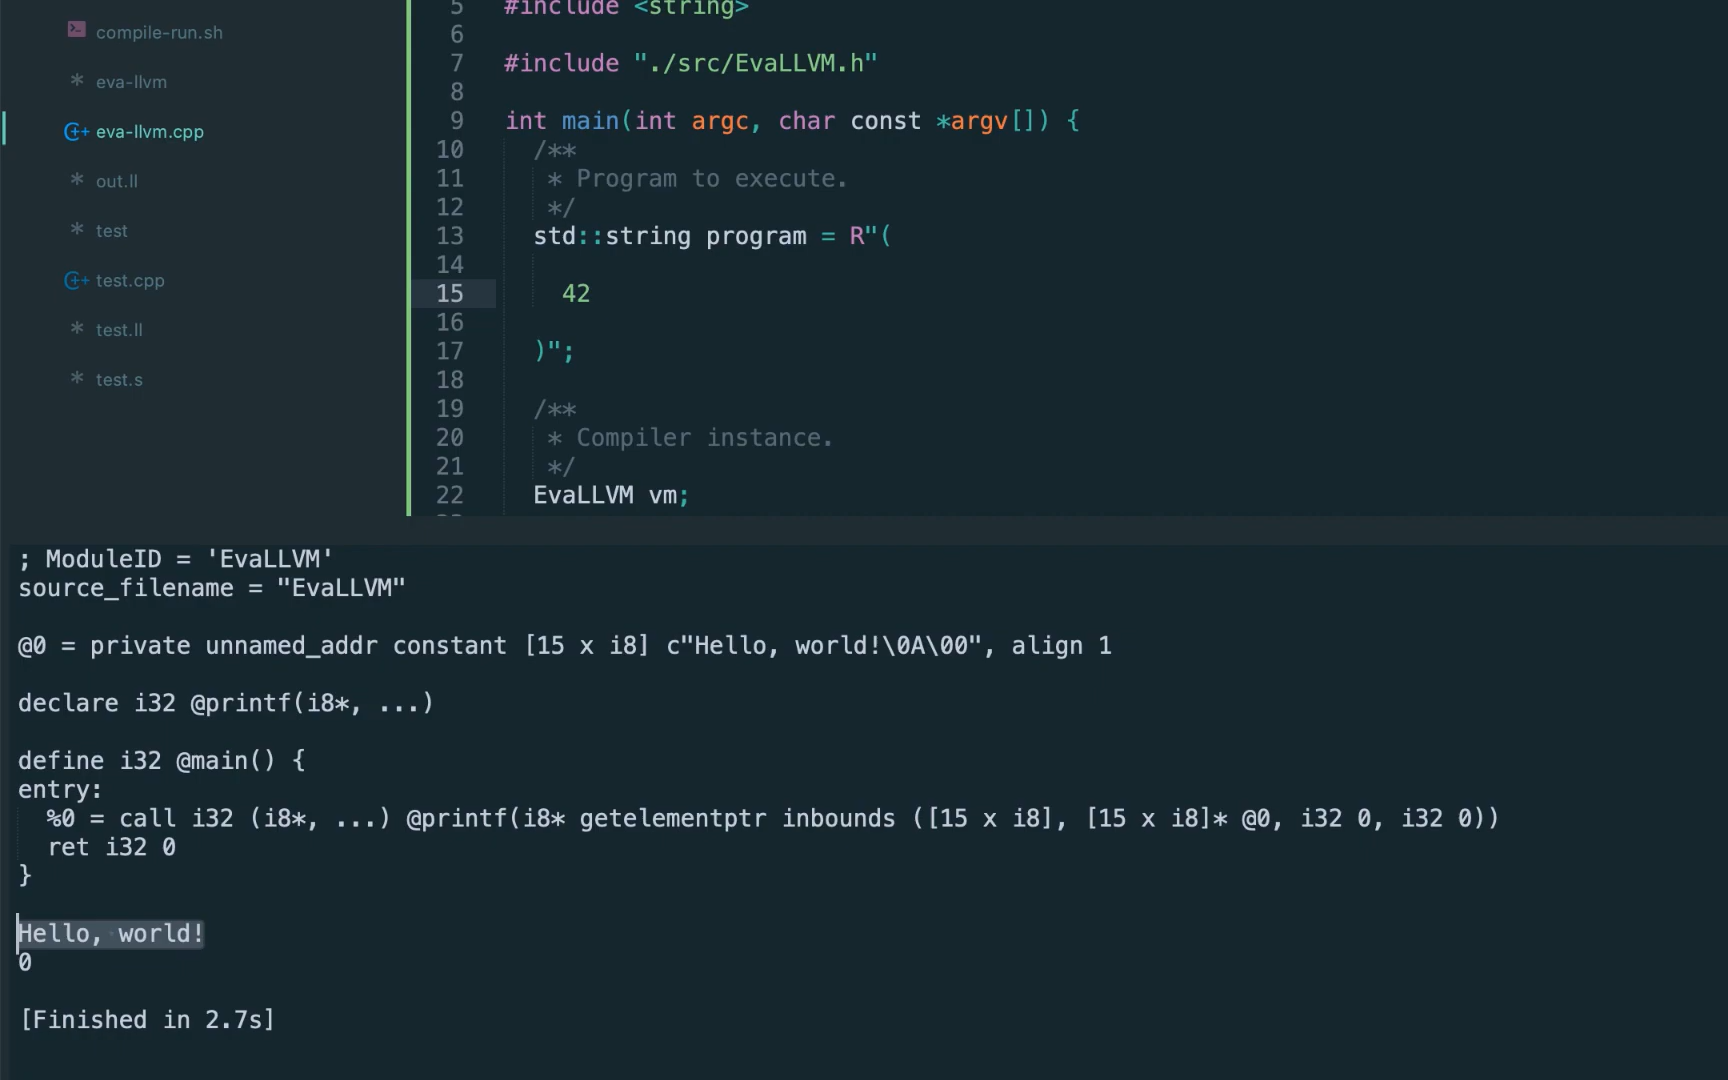 compile-run.sh
eva-llvm
eva-llvm.cpp
out.ll
test
test.cpp
test.ll
test.s
5 #include <string>
6
7 #include "./src/EvaLLVM.h"
8
9 int main(int argc, char const *argv[]) {
10 /**
11 * Program to execute.
12 */
13 std::string program = R"(
14
15 42
16
17 )";
18
19 /**
20 * Compiler instance.
21 */
22 EvaLLVM vm;
; ModuleID = 'EvaLLVM'
source_filename = "EvaLLVM"
@0 = private unnamed_addr constant [15 x i8] c"Hello, world!\0A\00", align 1
declare i32 @printf(i8*, ...)
define i32 @main() {
entry:
%0 = call i32 (i8*, ...) @printf(i8* getelementptr inbounds ([15 x i8], [15 x i8]* @0, i32 0, i32 0))
ret i32 0
}
Hello, world!
0
[Finished in 2.7s]